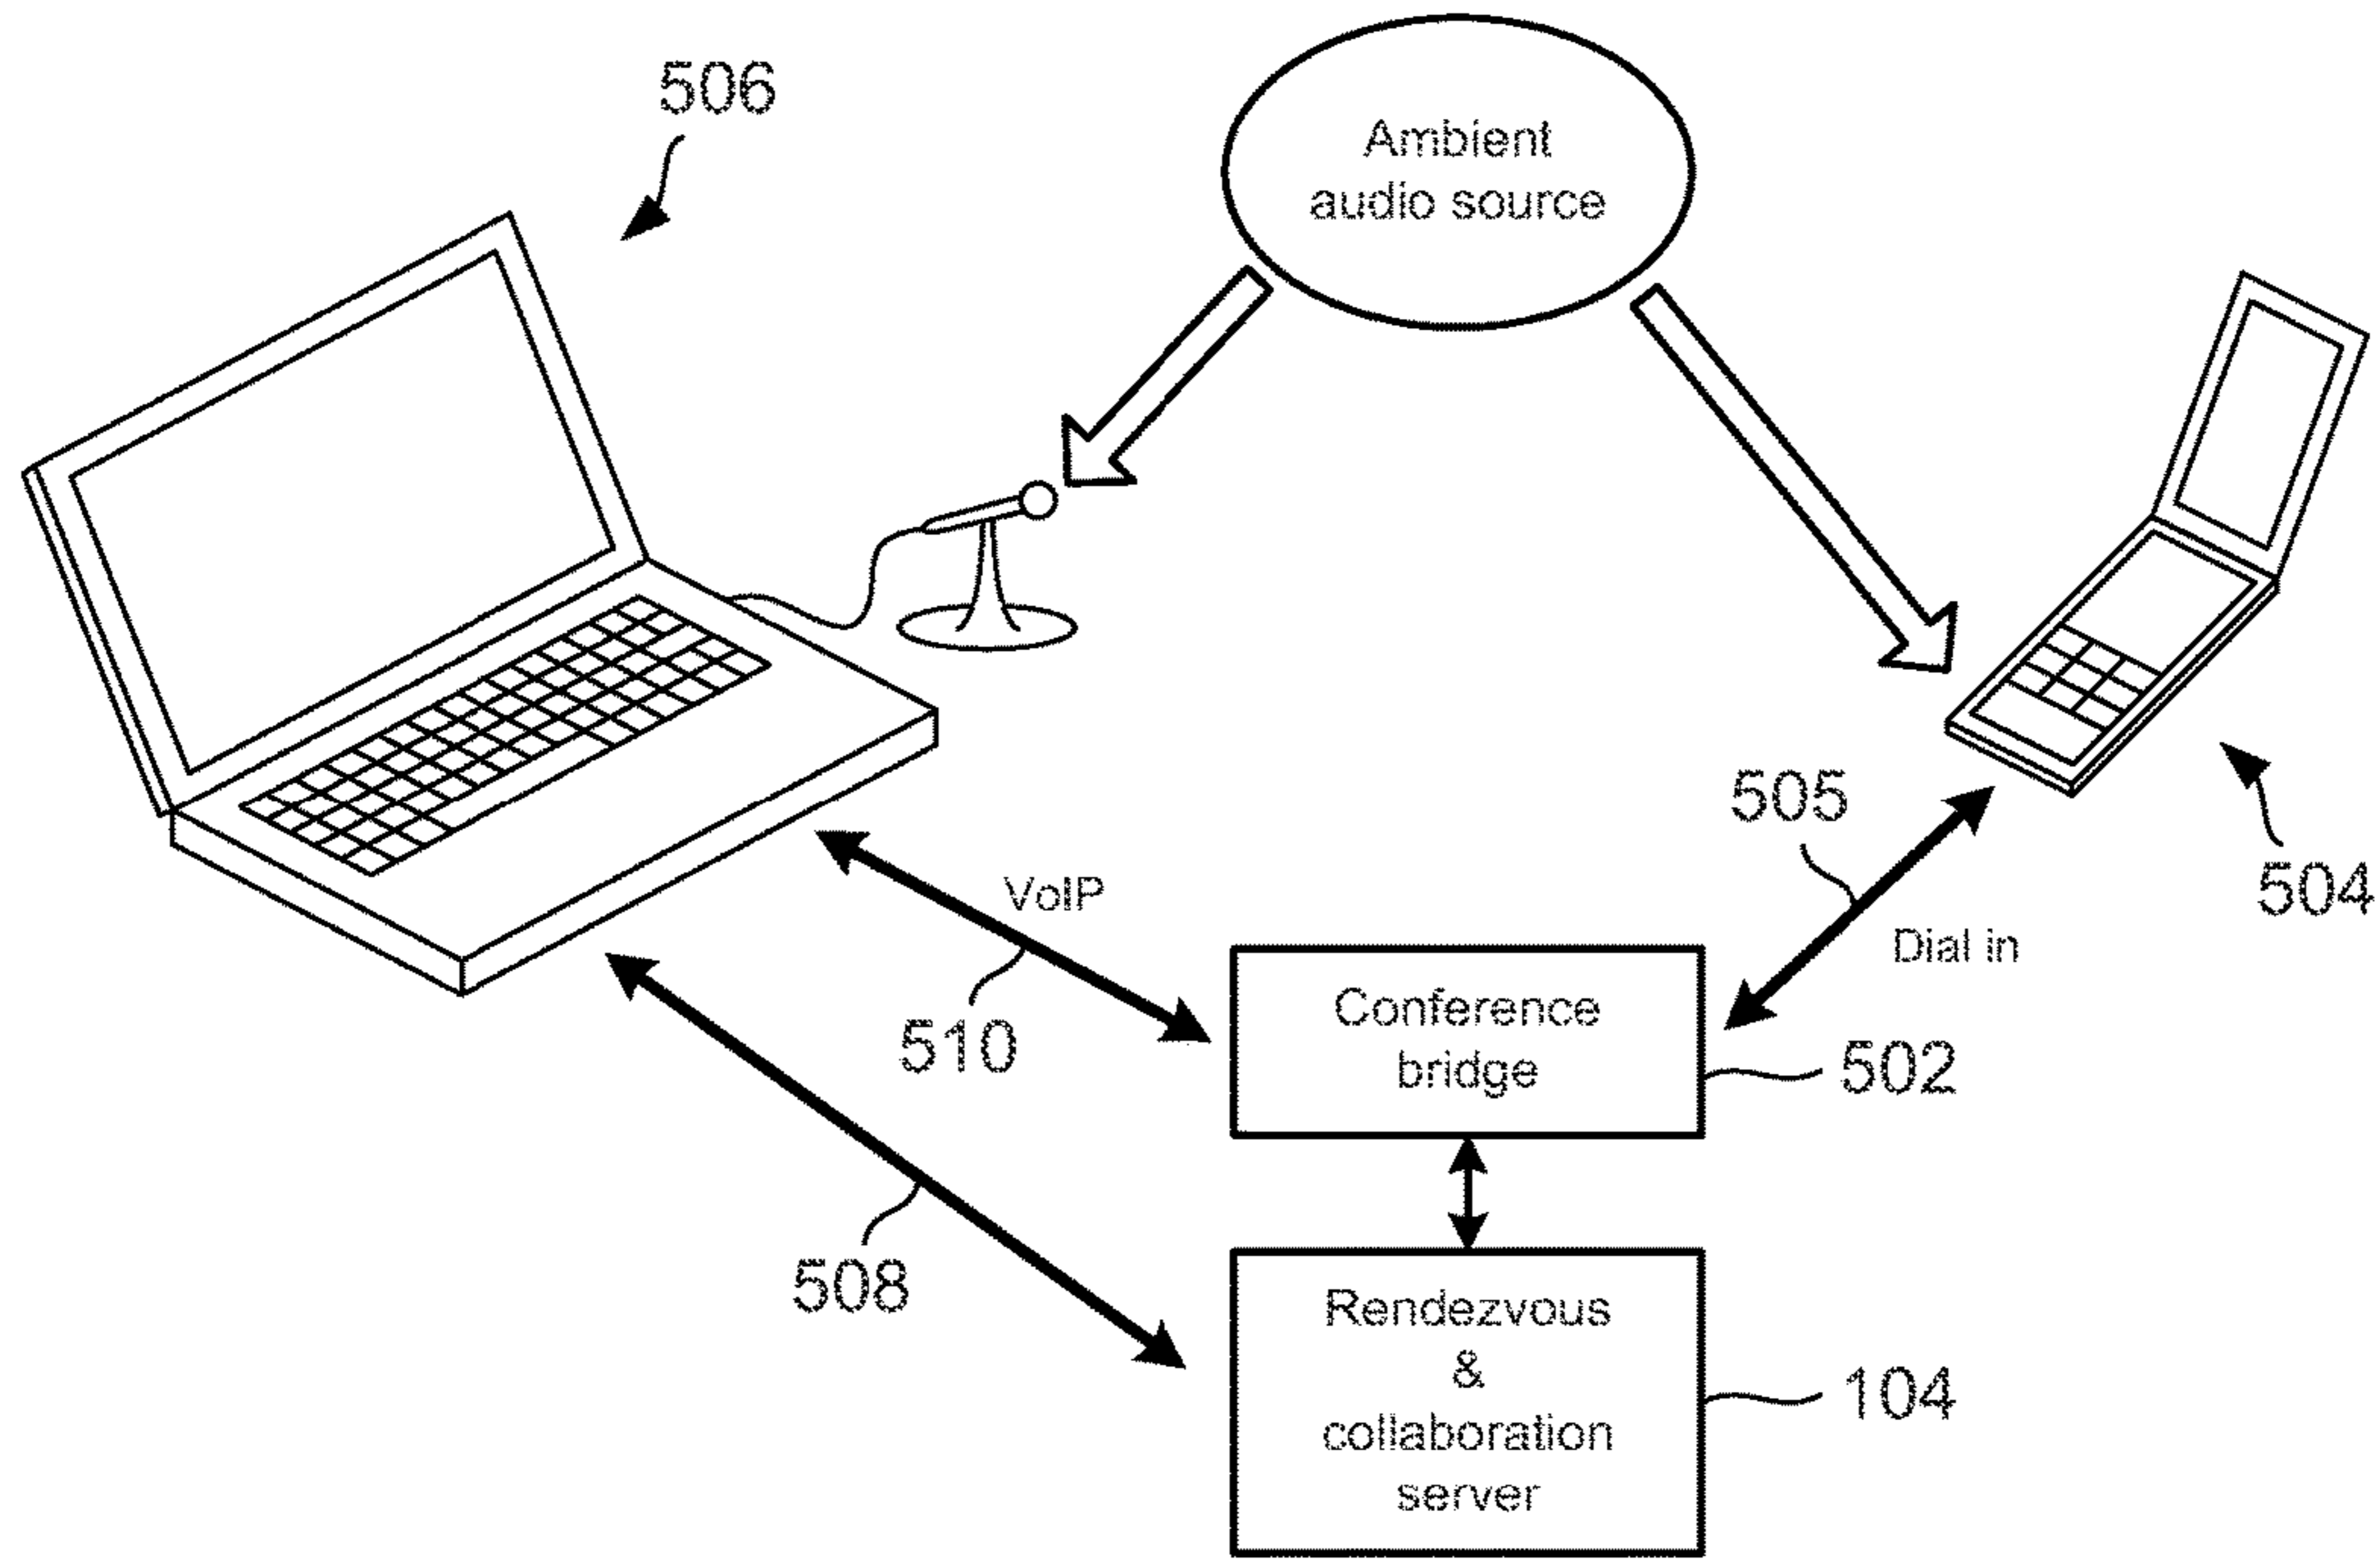 506
Ambient
audio source
505
504
VoIP
Dial in
510
Conference
bridge
502
508
Rendezvous
&
collaboration
server
104